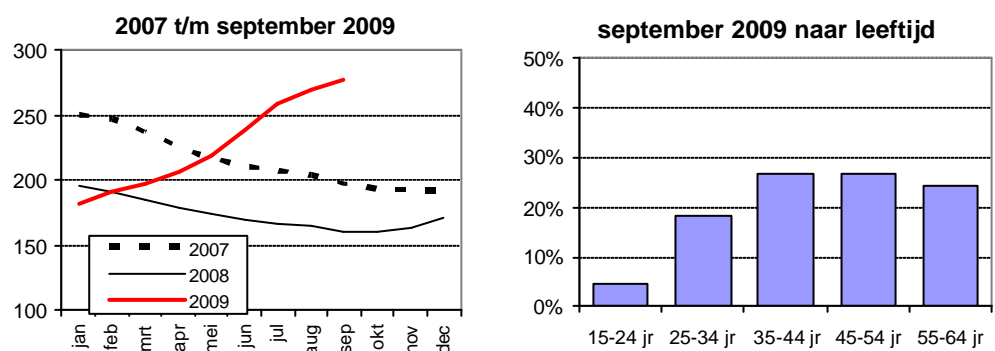 2007 t/m september 2009
300
250
200
150
100
2007
2008
2009
jan
feb
mrt
apr
mei
jun
jul
aug
sep
okt
nov
dec
september 2009 naar leeftijd
50%
40%
30%
20%
10%
0%
15-24 jr 25-34 jr 35-44 jr 45-54 jr 55-64 jr